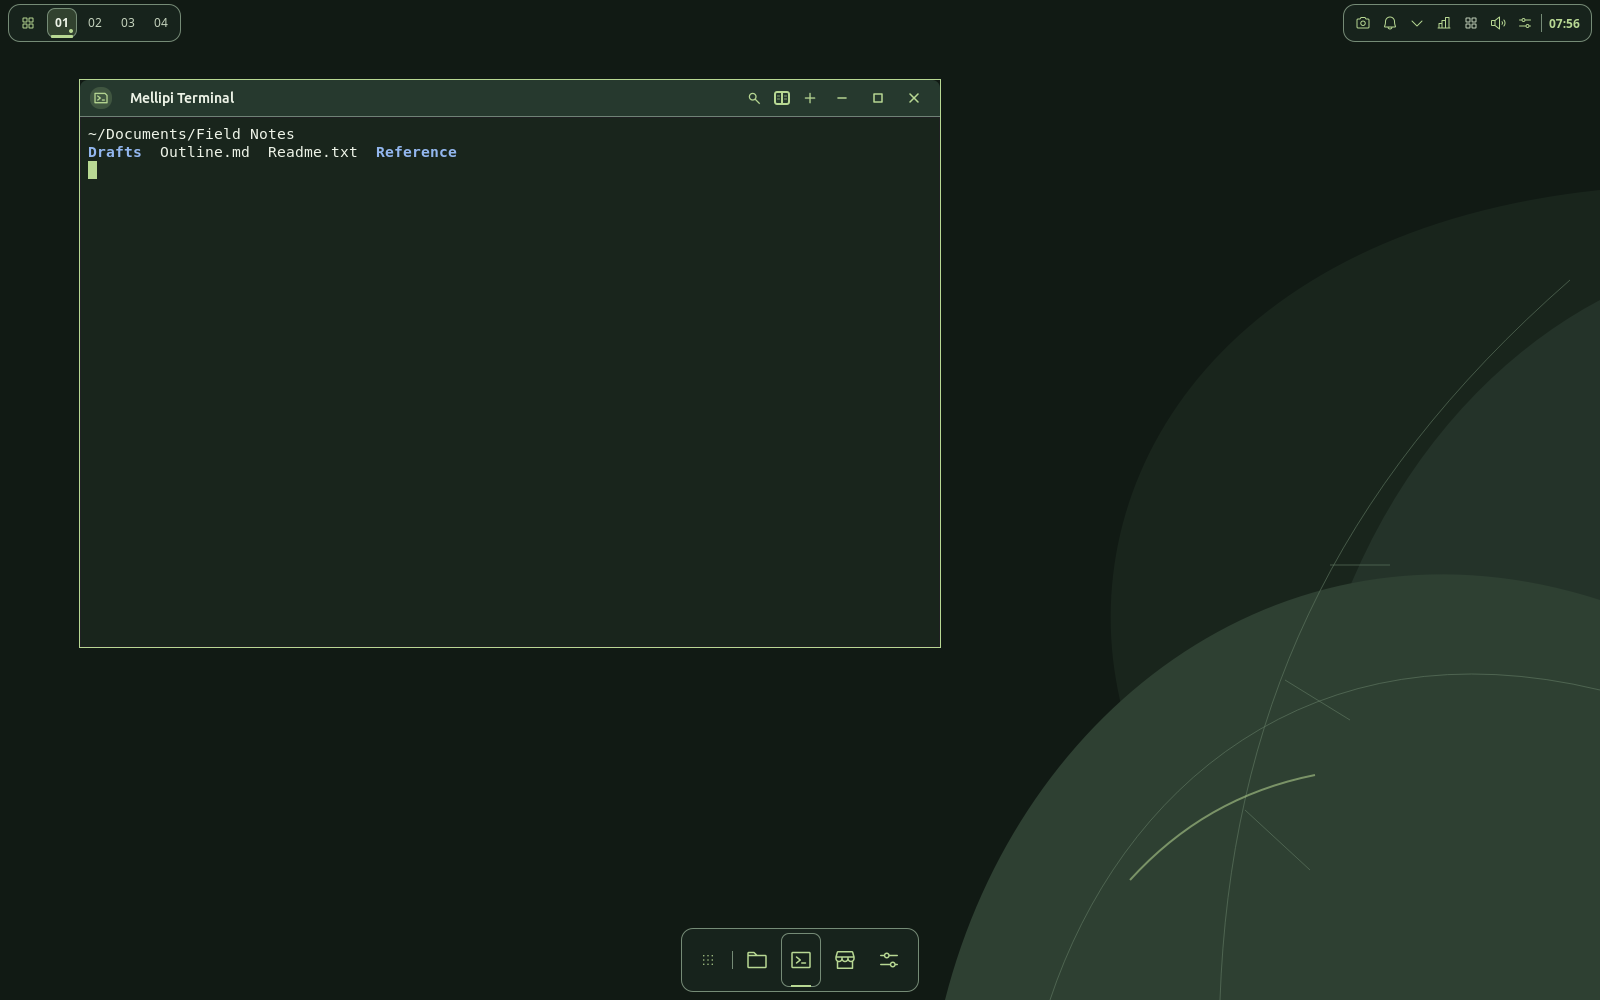 01 02 03 04
07:56
Mellipi Terminal
~/Documents/Field Notes
Drafts  Outline.md  Readme.txt  Reference